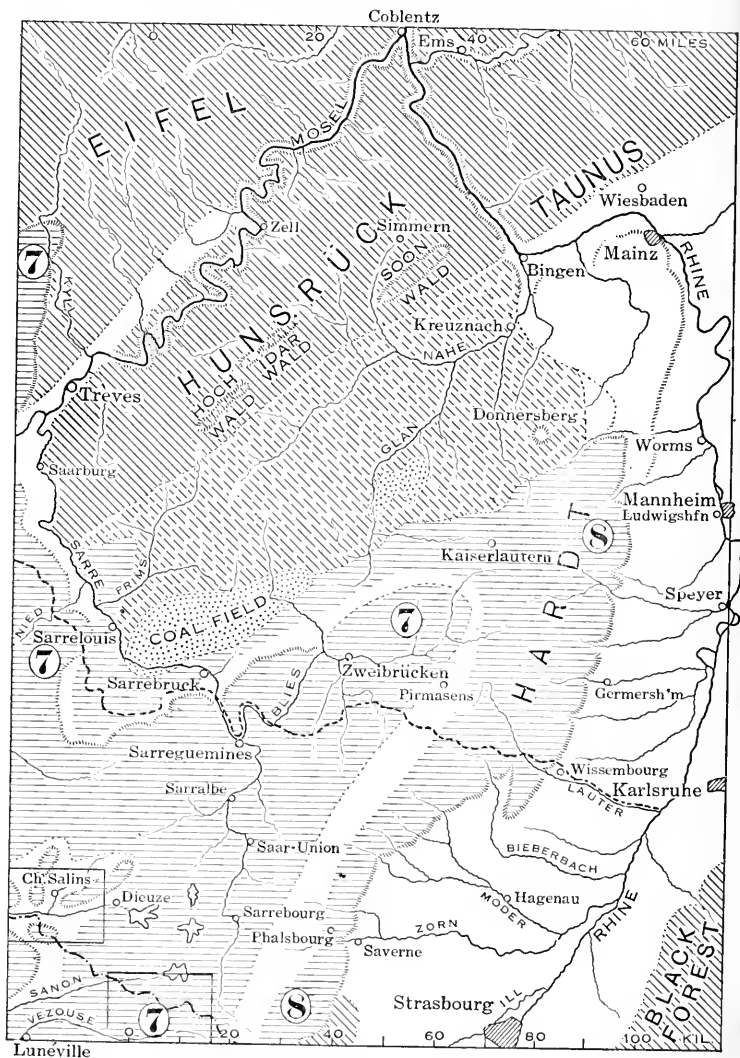 Coblentz
20
40
60 MILES.
Ems
EIFEL
MOSEL
TAUNUS
Wiesbaden
Zell
Simmern
SOON
WALD
HUNSRÜCK
Mainz
RHINE
7
KYLL
Bingen
Kreuznach
NAHE
IDAR
WALD
HOCH
WALD
Treves
Donnersberg
GLAN
Worms
Saarburg
Mannheim
Ludwigshfn
8
Kaiserlautern
HARDT
SARRE
PRIMS
Speyer
COAL FIELD
7
NIED
Sarrelouis
7
Zweibrücken
Pirmasens
Germersh'm
Sarrebruck
BLIES
Sarreguemines
Wissembourg
LAUTER
Karlsruhe
Sarralbe
Saar-Union
BIEBERBACH
Ch. Salins
Dieuze
Hagenau
MODER
Sarrebourg
Phalsbourg
ZORN
Saverne
RHINE
BLACK
FOREST
SANON
VEZOUSE
7
8
Strasbourg
ILL
0
20
40
60
80
100 KIL.
Lunéville